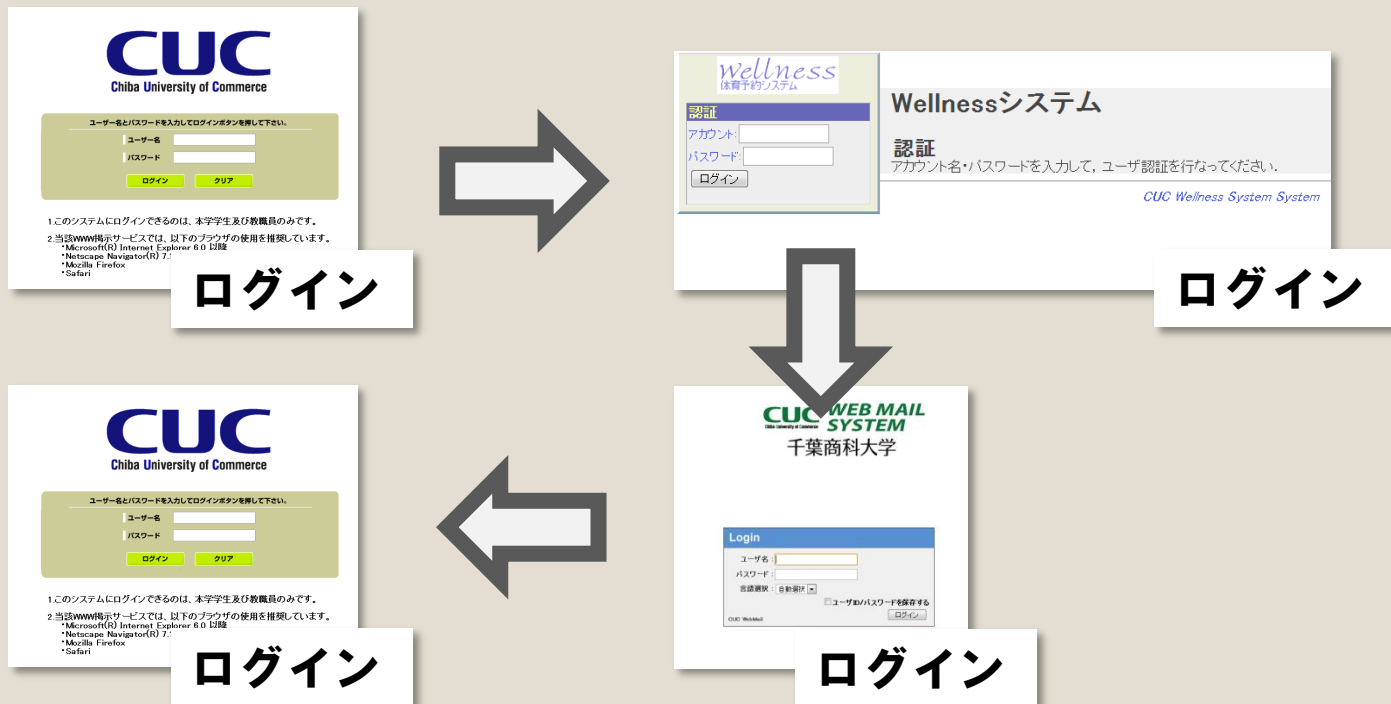 CUC
Chiba University of Commerce
ユーザー名とパスワードを入力してログインボタンを押して下さい。
ユーザー名
パスワード
ログイン クリア
1.このシステムにログインできるのは、本学学生及び教職員のみです。
2.当該WWW掲示サービスでは、以下のブラウザの使用を推奨しています。
・Microsoft(R) Internet Explorer 6.0 以降
・Netscape Navigator(R) 7.1
・Mozilla Firefox
・Safari
ログイン
Wellness
体育予約システム
認証
アカウント:
パスワード:
ログイン
Wellnessシステム
認証
アカウント名・パスワードを入力して, ユーザ認証を行なってください.
CUC Wellness System System
ログイン
CUC WEB MAIL
Chiba University of Commerce SYSTEM
千葉商科大学
Login
ユーザ名 :
パスワード :
言語選択 : 自動選択
ユーザID/パスワードを保存する
ログイン
CUC WebMail
ログイン
CUC
Chiba University of Commerce
ユーザー名とパスワードを入力してログインボタンを押して下さい。
ユーザー名
パスワード
ログイン クリア
1.このシステムにログインできるのは、本学学生及び教職員のみです。
2.当該WWW掲示サービスでは、以下のブラウザの使用を推奨しています。
・Microsoft(R) Internet Explorer 6.0 以降
・Netscape Navigator(R) 7.1
・Mozilla Firefox
・Safari
ログイン